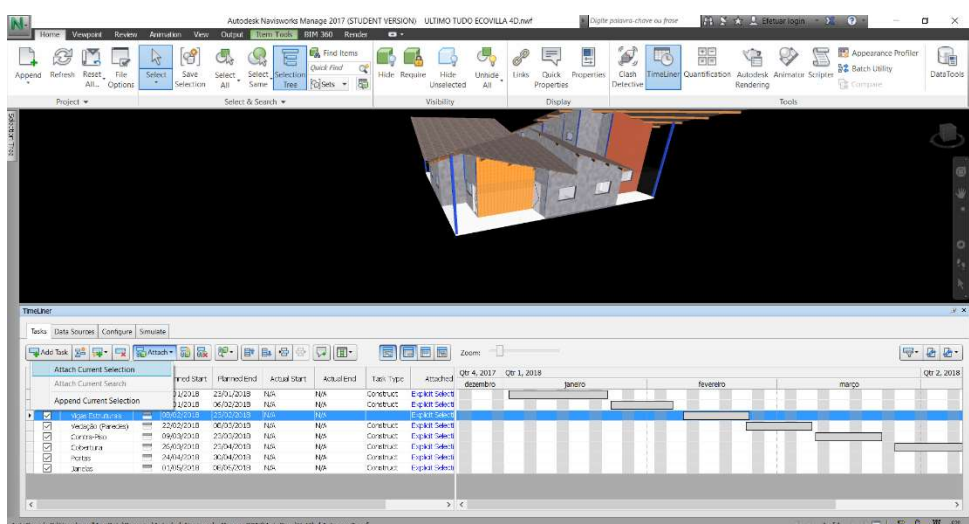 Autodesk Navisworks Manage 2017 (STUDENT VERSION) ULTIMO TUDO ECOVILLA 4D.nwf
Digite palavra-chave ou frase
Efetuar login
Home Viewpoint Review Animation View Output Item Tools BIM 360 Render
Append Refresh Reset All... File Options
Select Save Selection Select All Select Same Selection Tree
Find Items
Quick Find
Sets
Hide Require Hide Unselected Unhide All
Links Quick Properties Properties
Clash Detective TimeLiner Quantification Autodesk Rendering Animator Scripter
Appearance Profiler
Batch Utility
Compare
DataTools
Project Select & Search Visibility Display Tools
Selection Tree
TimeLiner
Tasks Data Sources Configure Simulate
Add Task Attach Zoom:
Attach Current Selection
Attach Current Search
Append Current Selection
Planned End Actual Start Actual End Task Type Attached
Qtr 4, 2017 Qtr 1, 2018 Qtr 2, 2018
dezembro janeiro fevereiro março
23/01/2018 N/A N/A Construct Explicit Selecti
06/02/2018 N/A N/A Construct Explicit Selecti
Vigas Estruturais 08/02/2018 23/02/2018 N/A N/A Explicit Selecti
Vedação (Paredes) 22/02/2018 08/03/2018 N/A N/A Construct Explicit Selecti
Contra-Piso 09/03/2018 23/03/2018 N/A N/A Construct Explicit Selecti
Cobertura 26/03/2018 23/04/2018 N/A N/A Construct Explicit Selecti
Portas 24/04/2018 30/04/2018 N/A N/A Construct Explicit Selecti
Janelas 01/05/2018 08/05/2018 N/A N/A Construct Explicit Selecti